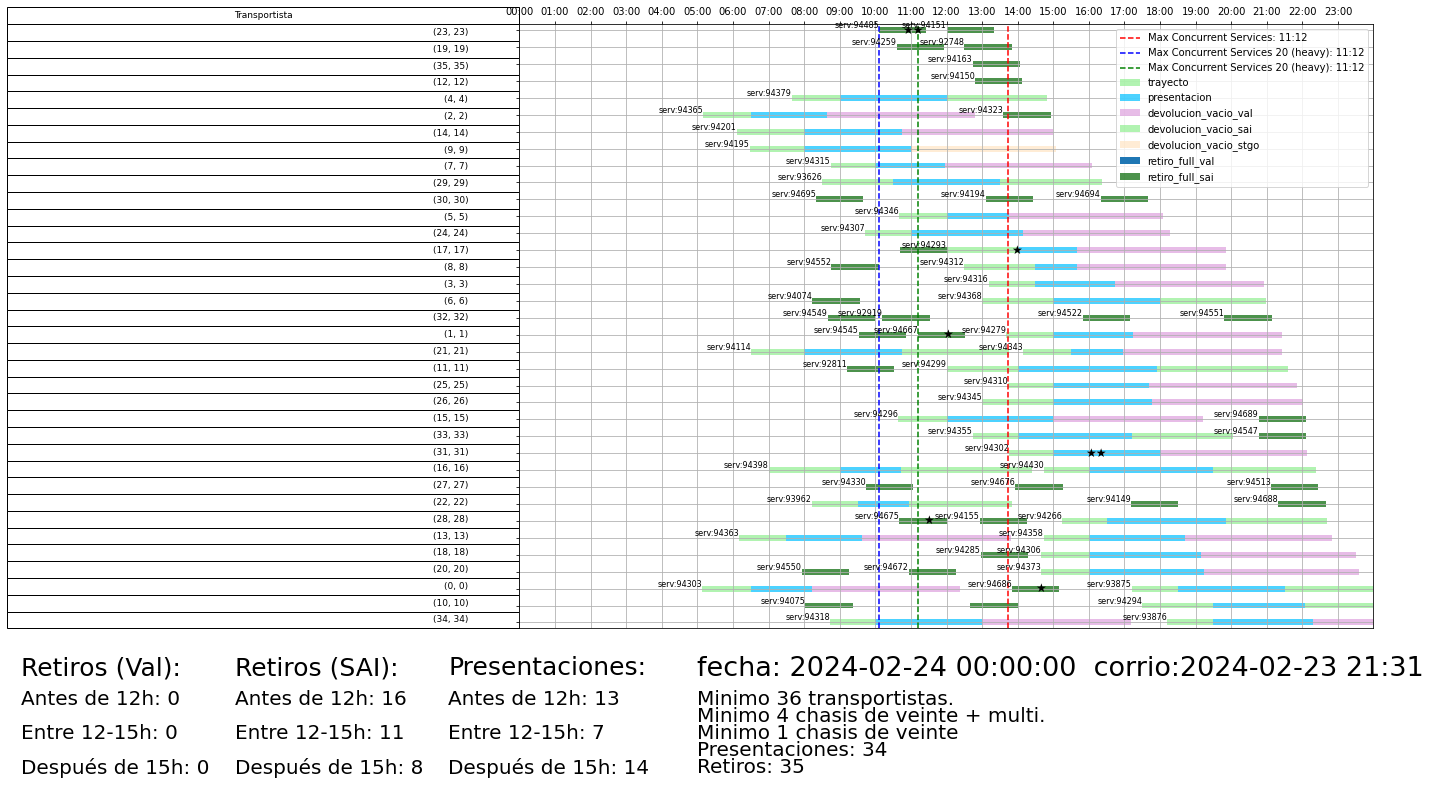 Transportista
00:00 01:00 02:00 03:00 04:00 05:00 06:00 07:00 08:00 09:00 10:00 11:00 12:00 13:00 14:00 15:00 16:00 17:00 18:00 19:00 20:00 21:00 22:00 23:00
(23, 23) serv:94485 serv:94151
(19, 19) serv:94259 serv:92748
(35, 35) serv:94163
(12, 12) serv:94150
(4, 4) serv:94379
(2, 2) serv:94365 serv:94323
(14, 14) serv:94201
(9, 9) serv:94195
(7, 7) serv:94315
(29, 29) serv:93626
(30, 30) serv:94695 serv:94194 serv:94694
(5, 5) serv:94346
(24, 24) serv:94307
(17, 17) serv:94293
(8, 8) serv:94552 serv:94312
(3, 3) serv:94316
(6, 6) serv:94074 serv:94368
(32, 32) serv:94549 serv:92919 serv:94522 serv:94551
(1, 1) serv:94545 serv:94667 serv:94279
(21, 21) serv:94114 serv:94343
(11, 11) serv:92811 serv:94299
(25, 25) serv:94310
(26, 26) serv:94345
(15, 15) serv:94296 serv:94689
(33, 33) serv:94355 serv:94547
(31, 31) serv:94302
(16, 16) serv:94398 serv:94430
(27, 27) serv:94330 serv:94676 serv:94513
(22, 22) serv:93962 serv:94149 serv:94688
(28, 28) serv:94675 serv:94155 serv:94266
(13, 13) serv:94363 serv:94358
(18, 18) serv:94285 serv:94306
(20, 20) serv:94550 serv:94672 serv:94373
(0, 0) serv:94303 serv:94686 serv:93875
(10, 10) serv:94075 serv:94294
(34, 34) serv:94318 serv:93876
Max Concurrent Services: 11:12
Max Concurrent Services 20 (heavy): 11:12
Max Concurrent Services 20 (heavy): 11:12
trayecto
presentacion
devolucion_vacio_val
devolucion_vacio_sai
devolucion_vacio_stgo
retiro_full_val
retiro_full_sai
Retiros (Val):
Antes de 12h: 0
Entre 12-15h: 0
Después de 15h: 0
Retiros (SAI):
Antes de 12h: 16
Entre 12-15h: 11
Después de 15h: 8
Presentaciones:
Antes de 12h: 13
Entre 12-15h: 7
Después de 15h: 14
fecha: 2024-02-24 00:00:00 corrio:2024-02-23 21:31
Minimo 36 transportistas.
Minimo 4 chasis de veinte + multi.
Minimo 1 chasis de veinte
Presentaciones: 34
Retiros: 35